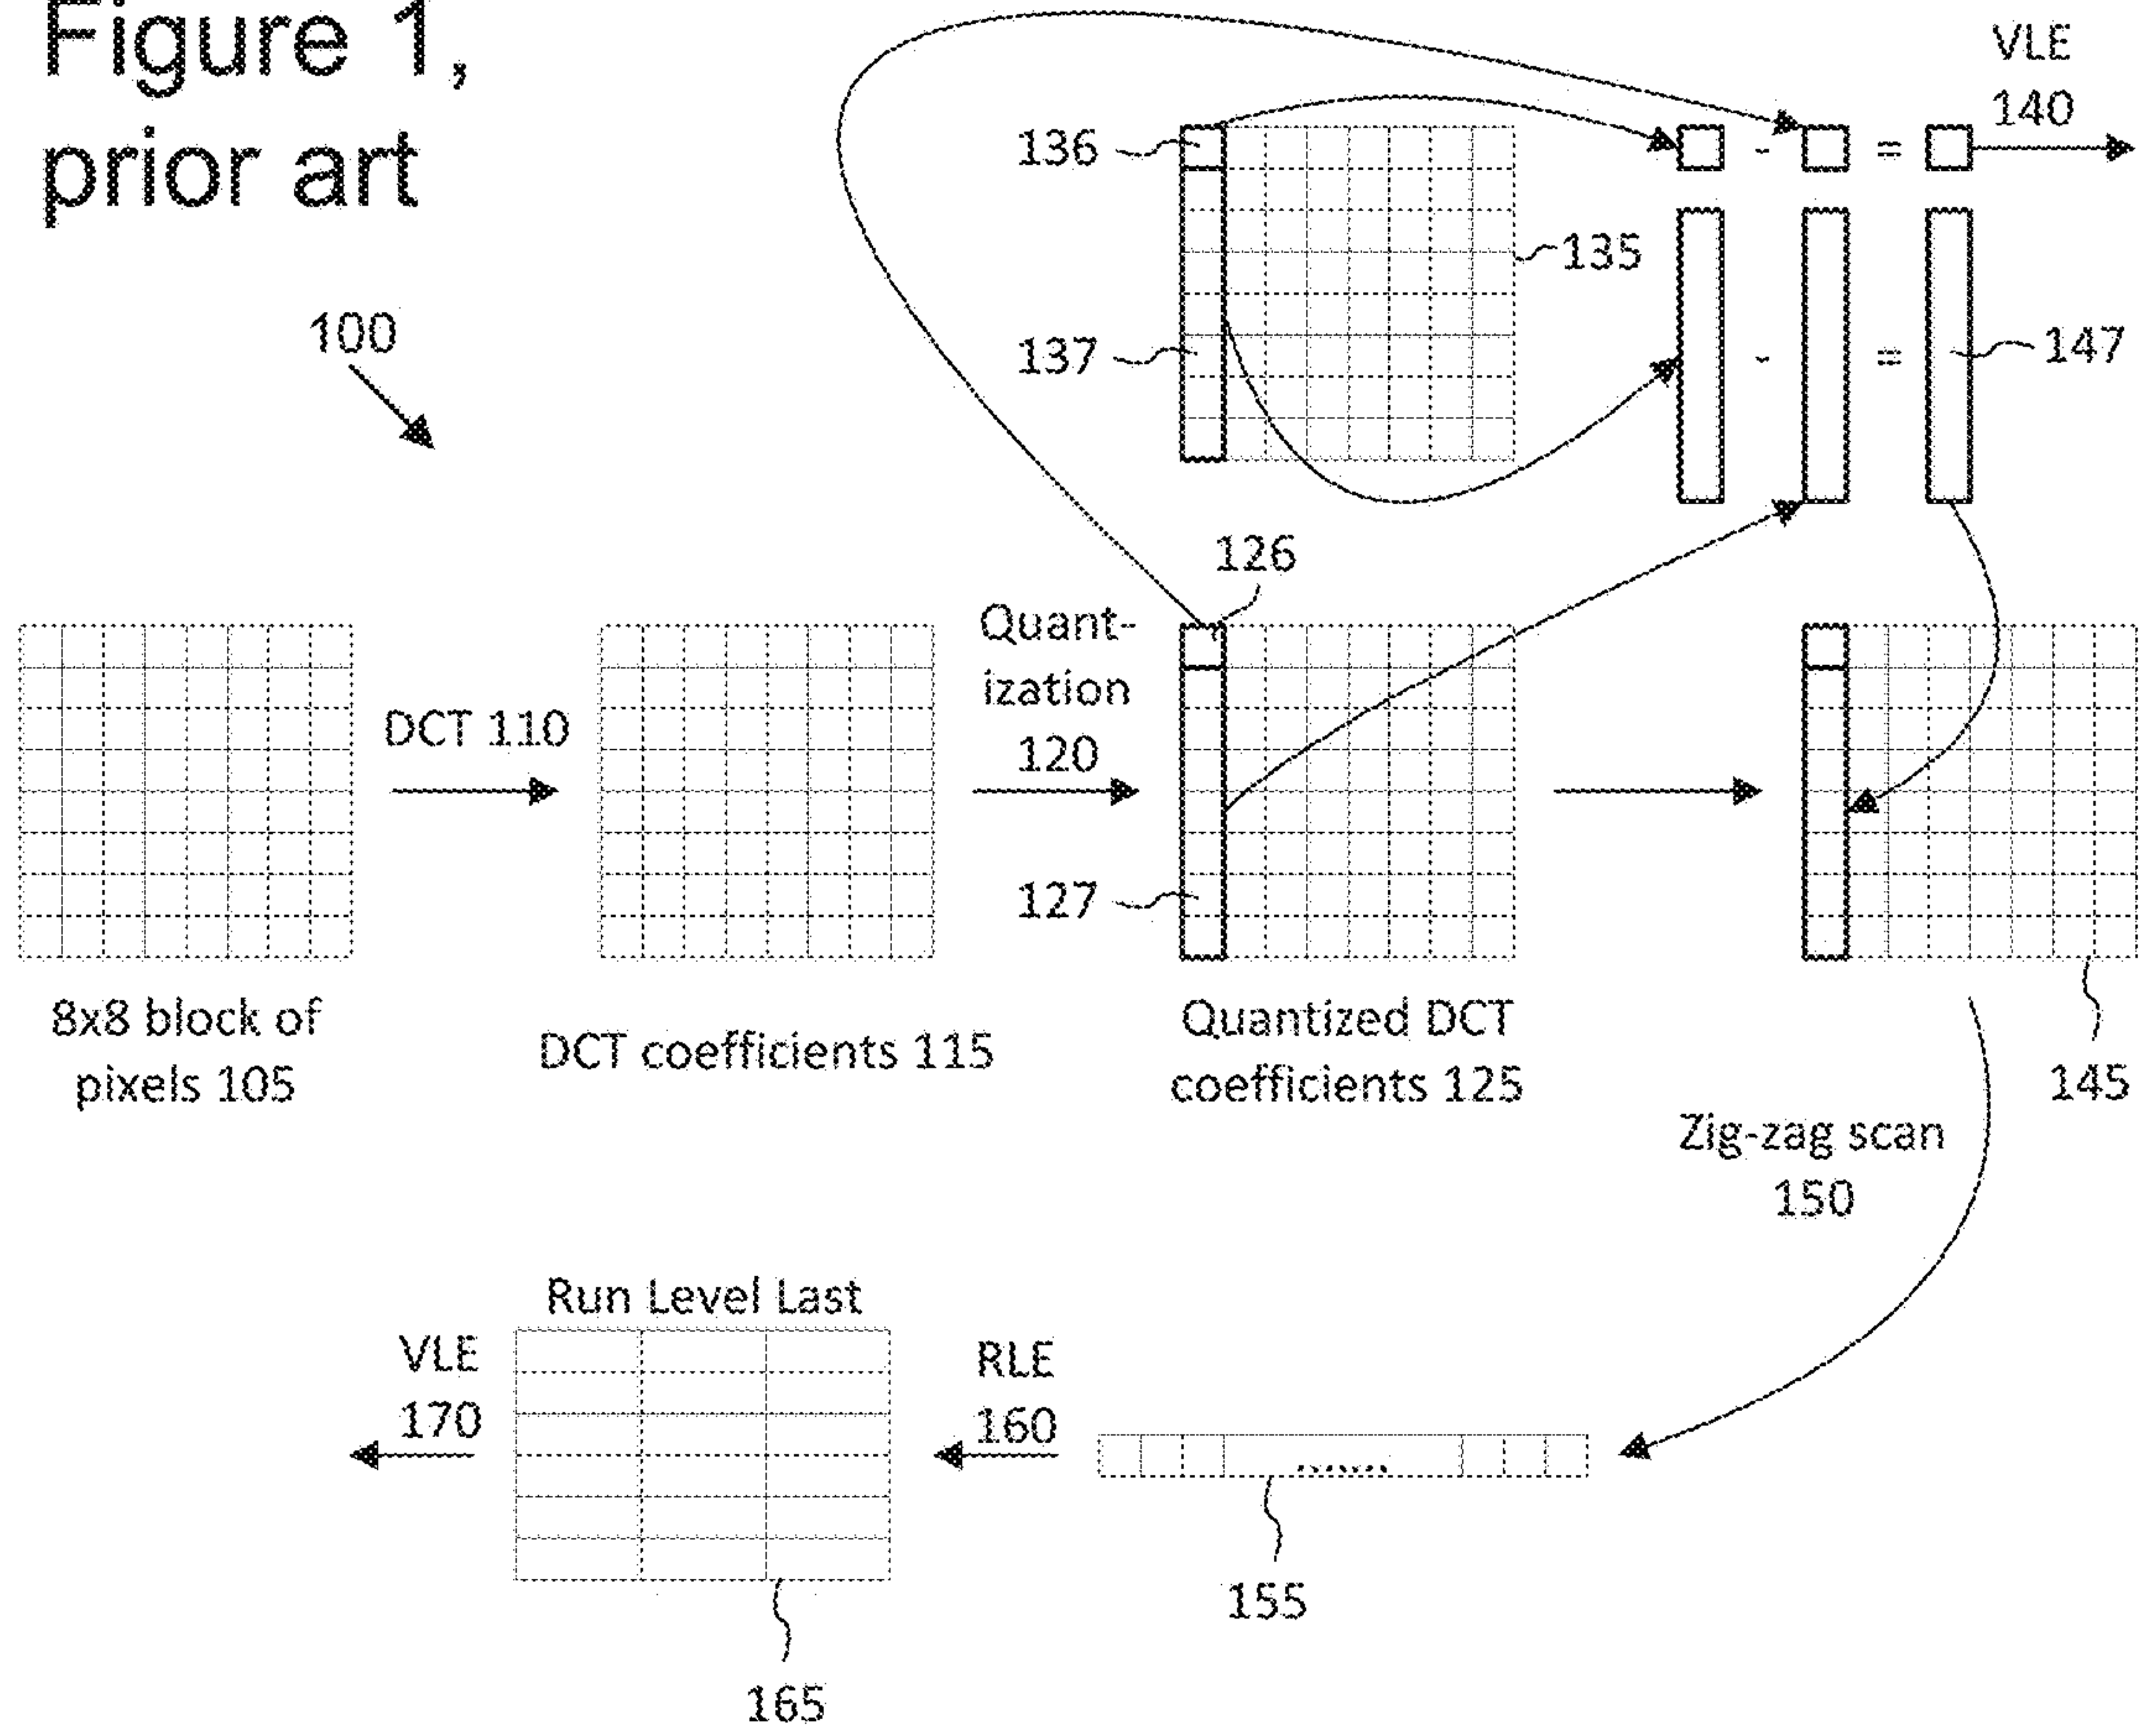 Figure 1,
prior art
100
VLE
140
136
135
137
-
=
-
=
147
126
Quant-
ization
120
DCT 110
127
8x8 block of
pixels 105
DCT coefficients 115
Quantized DCT
coefficients 125
145
Zig-zag scan
150
Run Level Last
VLE
170
RLE
160
.......
155
165